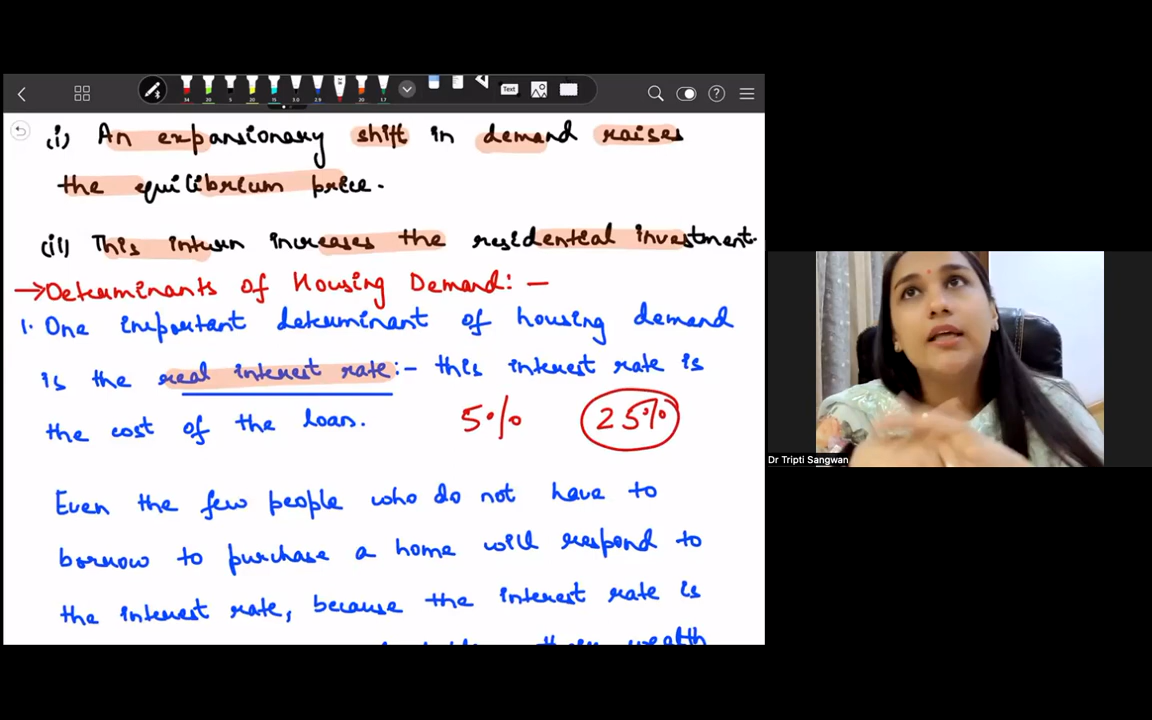 Text
(i) An expansionary shift in demand raises
the equilibrium price.
(ii) This inturn increases the residential investment.
→Determinants of Housing Demand: —
1. One important determinant of housing demand
is the real interest rate:- this interest rate is
the cost of the loan. 5% 25%
Dr Tripti Sangwan
Even the few people who do not have to
borrow to purchase a home will respond to
the interest rate, because the interest rate is
their wealth